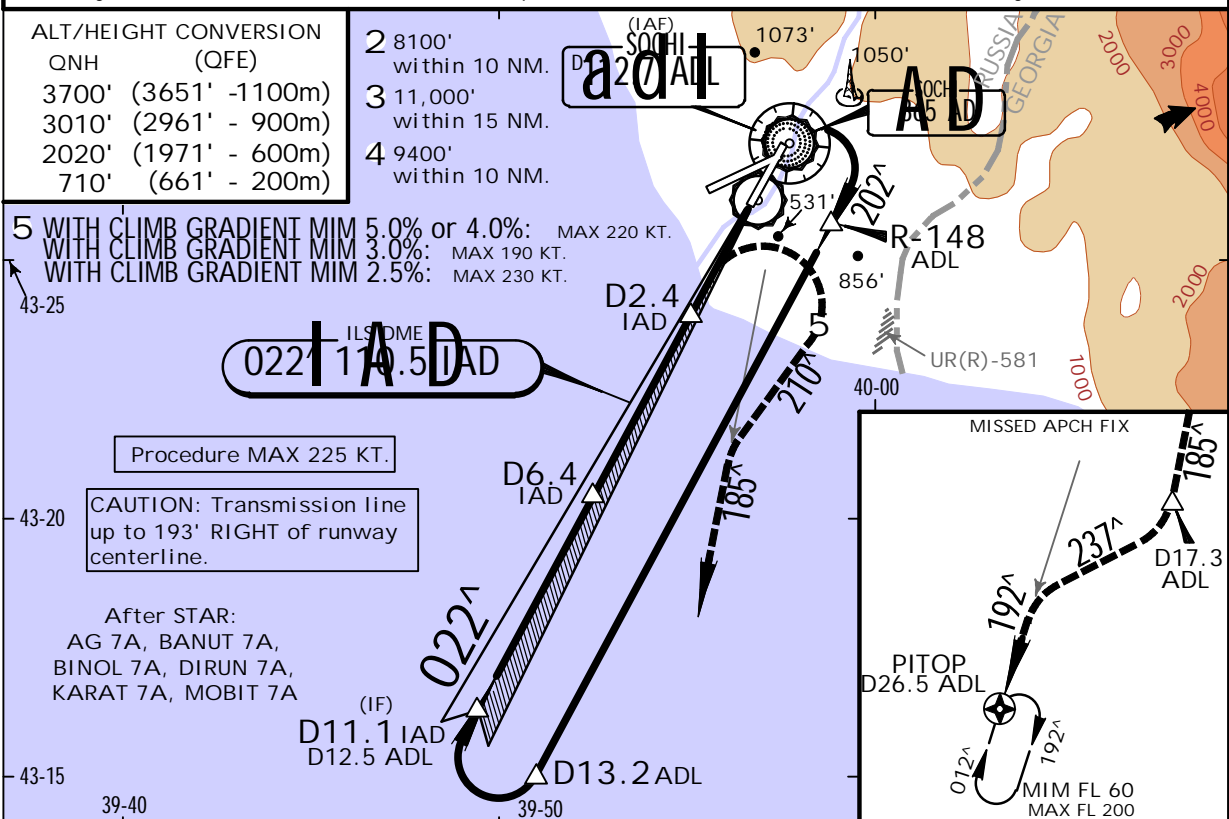 ALT/HEIGHT CONVERSION
QNH (QFE)
3700' (3651' -1100m)
3010' (2961' - 900m)
2020' (1971' - 600m)
710' (661' - 200m)
2 8100'
within 10 NM.
3 11,000'
within 15 NM.
4 9400'
within 10 NM.
5 WITH CLIMB GRADIENT MIM 5.0% or 4.0%: MAX 220 KT.
WITH CLIMB GRADIENT MIM 3.0%: MAX 190 KT.
WITH CLIMB GRADIENT MIM 2.5%: MAX 230 KT.
(IAF)
SOCHI
ADL
adl
1073'
1050'
AD
AD
RUSSIA
GEORGIA
2000
3000
4000
202^
531'
R-148
ADL
856'
43-25
D2.4
IAD
5
210^
UR(R)-581
2000
1000
40-00
ILS DME
022^ 110.5 IAD
I A D
Procedure MAX 225 KT.
CAUTION: Transmission line
up to 193' RIGHT of runway
centerline.
D6.4
IAD
185^
43-20
022^
After STAR:
AG 7A, BANUT 7A,
BINOL 7A, DIRUN 7A,
KARAT 7A, MOBIT 7A
(IF)
D11.1 IAD
D12.5 ADL
D13.2 ADL
43-15
39-40
39-50
MISSED APCH FIX
185^
237^
D17.3
ADL
192^
PITOP
D26.5 ADL
012^
192^
MIM FL 60
MAX FL 200